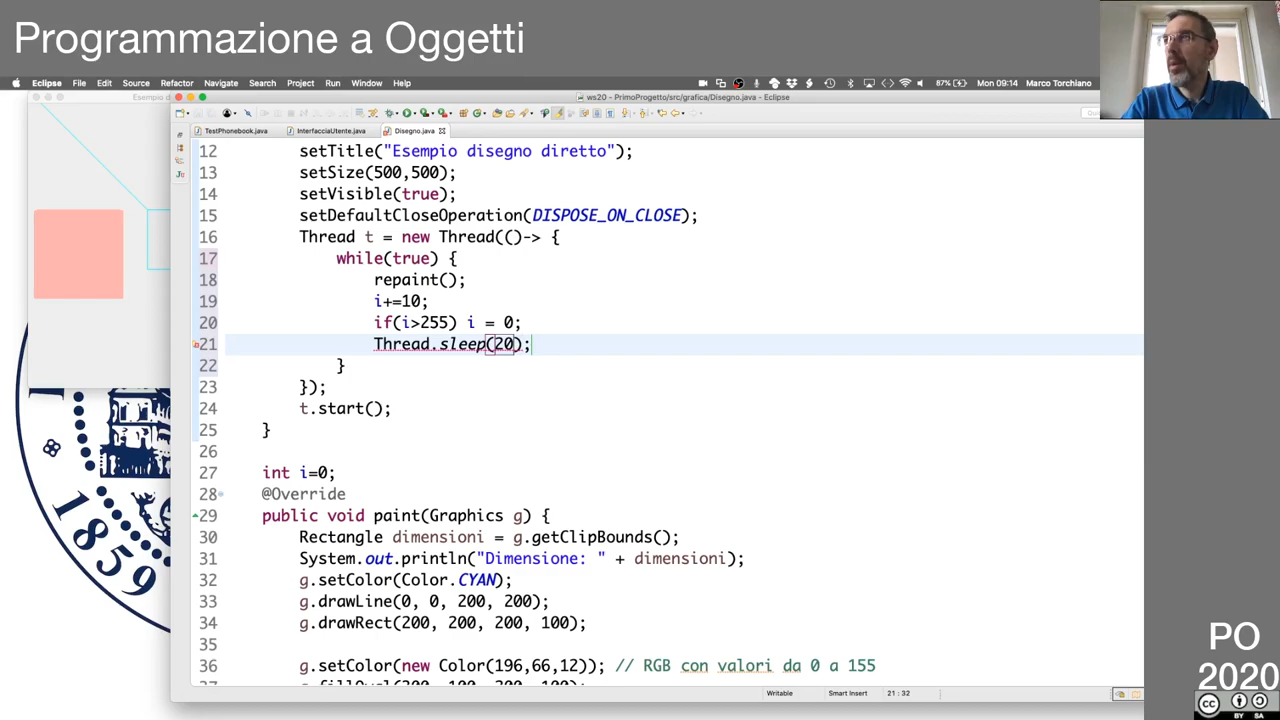 Programmazione a Oggetti
Eclipse File Edit Source Refactor Navigate Search Project Run Window Help 87% Mon 09:14 Marco Torchiano
Esempio d
ws20 - PrimoProgetto/src/grafica/Disegno.java - Eclipse
TestPhonebook.java InterfacciaUtente.java Disegno.java
12 setTitle("Esempio disegno diretto");
13 setSize(500,500);
14 setVisible(true);
15 setDefaultCloseOperation(DISPOSE_ON_CLOSE);
16 Thread t = new Thread(()-> {
17 while(true) {
18 repaint();
19 i+=10;
20 if(i>255) i = 0;
21 Thread.sleep(20);
22 }
23 });
24 t.start();
25 }
26
27 int i=0;
28 @Override
29 public void paint(Graphics g) {
30 Rectangle dimensioni = g.getClipBounds();
31 System.out.println("Dimensione: " + dimensioni);
32 g.setColor(Color.CYAN);
33 g.drawLine(0, 0, 200, 200);
34 g.drawRect(200, 200, 200, 100);
35
36 g.setColor(new Color(196,66,12)); // RGB con valori da 0 a 155
Writable Smart Insert 21 : 32
1859
PO
2020
CC BY SA